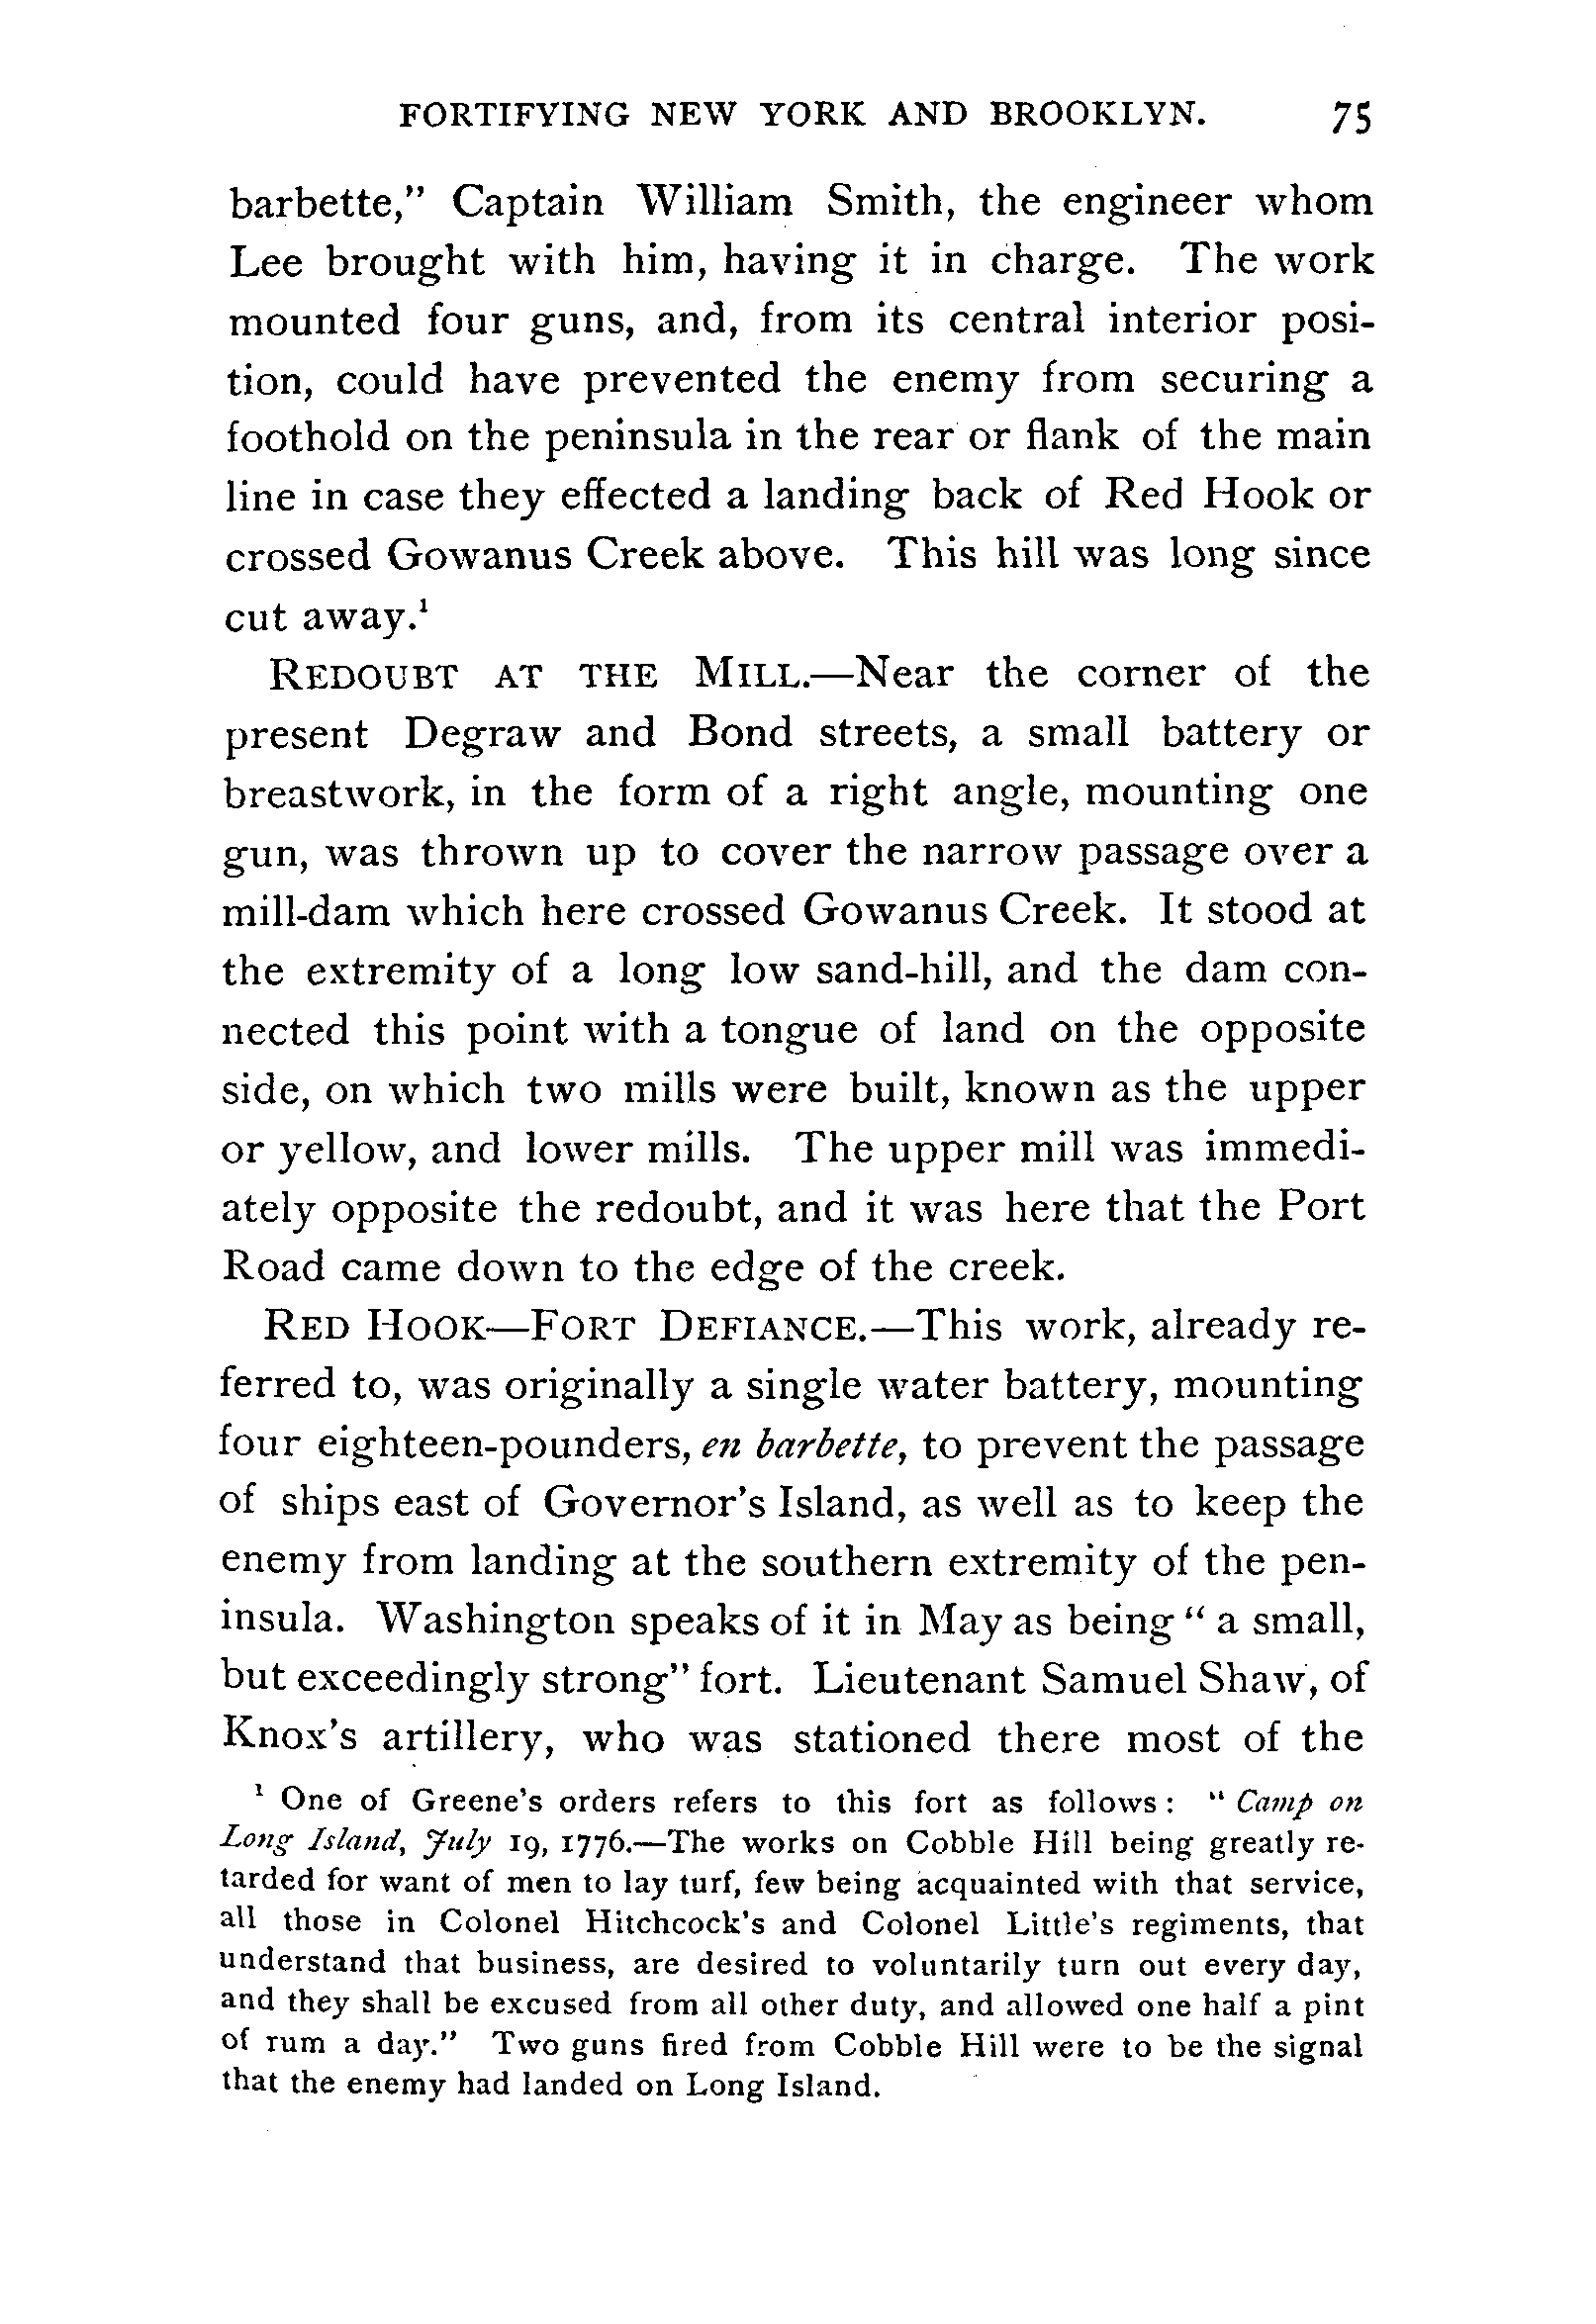 FORTIFYING NEW YORK AND BROOKLYN. 75
barbette,” Captain William Smith, the engineer whom
Lee brought with him, having it in charge. The work
mounted four guns, and, from its central interior posi-
tion, could have prevented the enemy from securing a
foothold on the peninsula in the rear or flank of the main
line in case they effected a landing back of Red Hook or
crossed Gowanus Creek above. This hill was long since
cut away.¹
REDOUBT AT THE MILL.—Near the corner of the
present Degraw and Bond streets, a small battery or
breastwork, in the form of a right angle, mounting one
gun, was thrown up to cover the narrow passage over a
mill-dam which here crossed Gowanus Creek. It stood at
the extremity of a long low sand-hill, and the dam con-
nected this point with a tongue of land on the opposite
side, on which two mills were built, known as the upper
or yellow, and lower mills. The upper mill was immedi-
ately opposite the redoubt, and it was here that the Port
Road came down to the edge of the creek.
RED HOOK—FORT DEFIANCE.—This work, already re-
ferred to, was originally a single water battery, mounting
four eighteen-pounders, en barbette, to prevent the passage
of ships east of Governor’s Island, as well as to keep the
enemy from landing at the southern extremity of the pen-
insula. Washington speaks of it in May as being “ a small,
but exceedingly strong” fort. Lieutenant Samuel Shaw, of
Knox’s artillery, who was stationed there most of the
¹ One of Greene’s orders refers to this fort as follows : “ Camp on
Long Island, July 19, 1776.—The works on Cobble Hill being greatly re-
tarded for want of men to lay turf, few being acquainted with that service,
all those in Colonel Hitchcock’s and Colonel Little’s regiments, that
understand that business, are desired to voluntarily turn out every day,
and they shall be excused from all other duty, and allowed one half a pint
of rum a day.” Two guns fired from Cobble Hill were to be the signal
that the enemy had landed on Long Island.